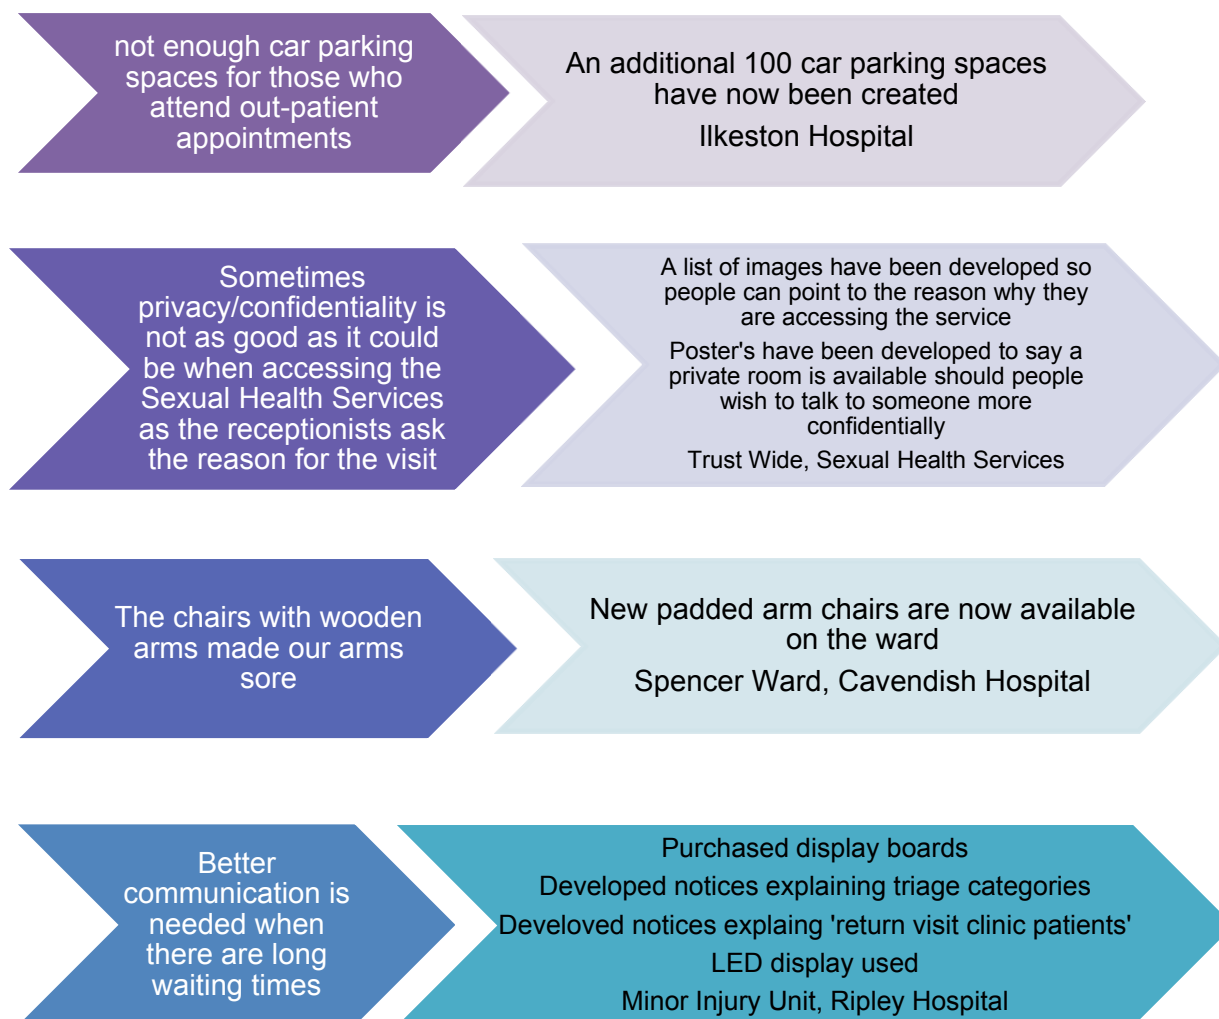 not enough car parking
spaces for those who
attend out-patient
appointments
An additional 100 car parking spaces
have now been created
Ilkeston Hospital
Sometimes
privacy/confidentiality is
not as good as it could
be when accessing the
Sexual Health Services
as the receptionists ask
the reason for the visit
A list of images have been developed so
people can point to the reason why they
are accessing the service
Poster's have been developed to say a
private room is available should people
wish to talk to someone more
confidentially
Trust Wide, Sexual Health Services
The chairs with wooden
arms made our arms
sore
New padded arm chairs are now available
on the ward
Spencer Ward, Cavendish Hospital
Better
communication is
needed when
there are long
waiting times
Purchased display boards
Developed notices explaining triage categories
Develoved notices explaing 'return visit clinic patients'
LED display used
Minor Injury Unit, Ripley Hospital